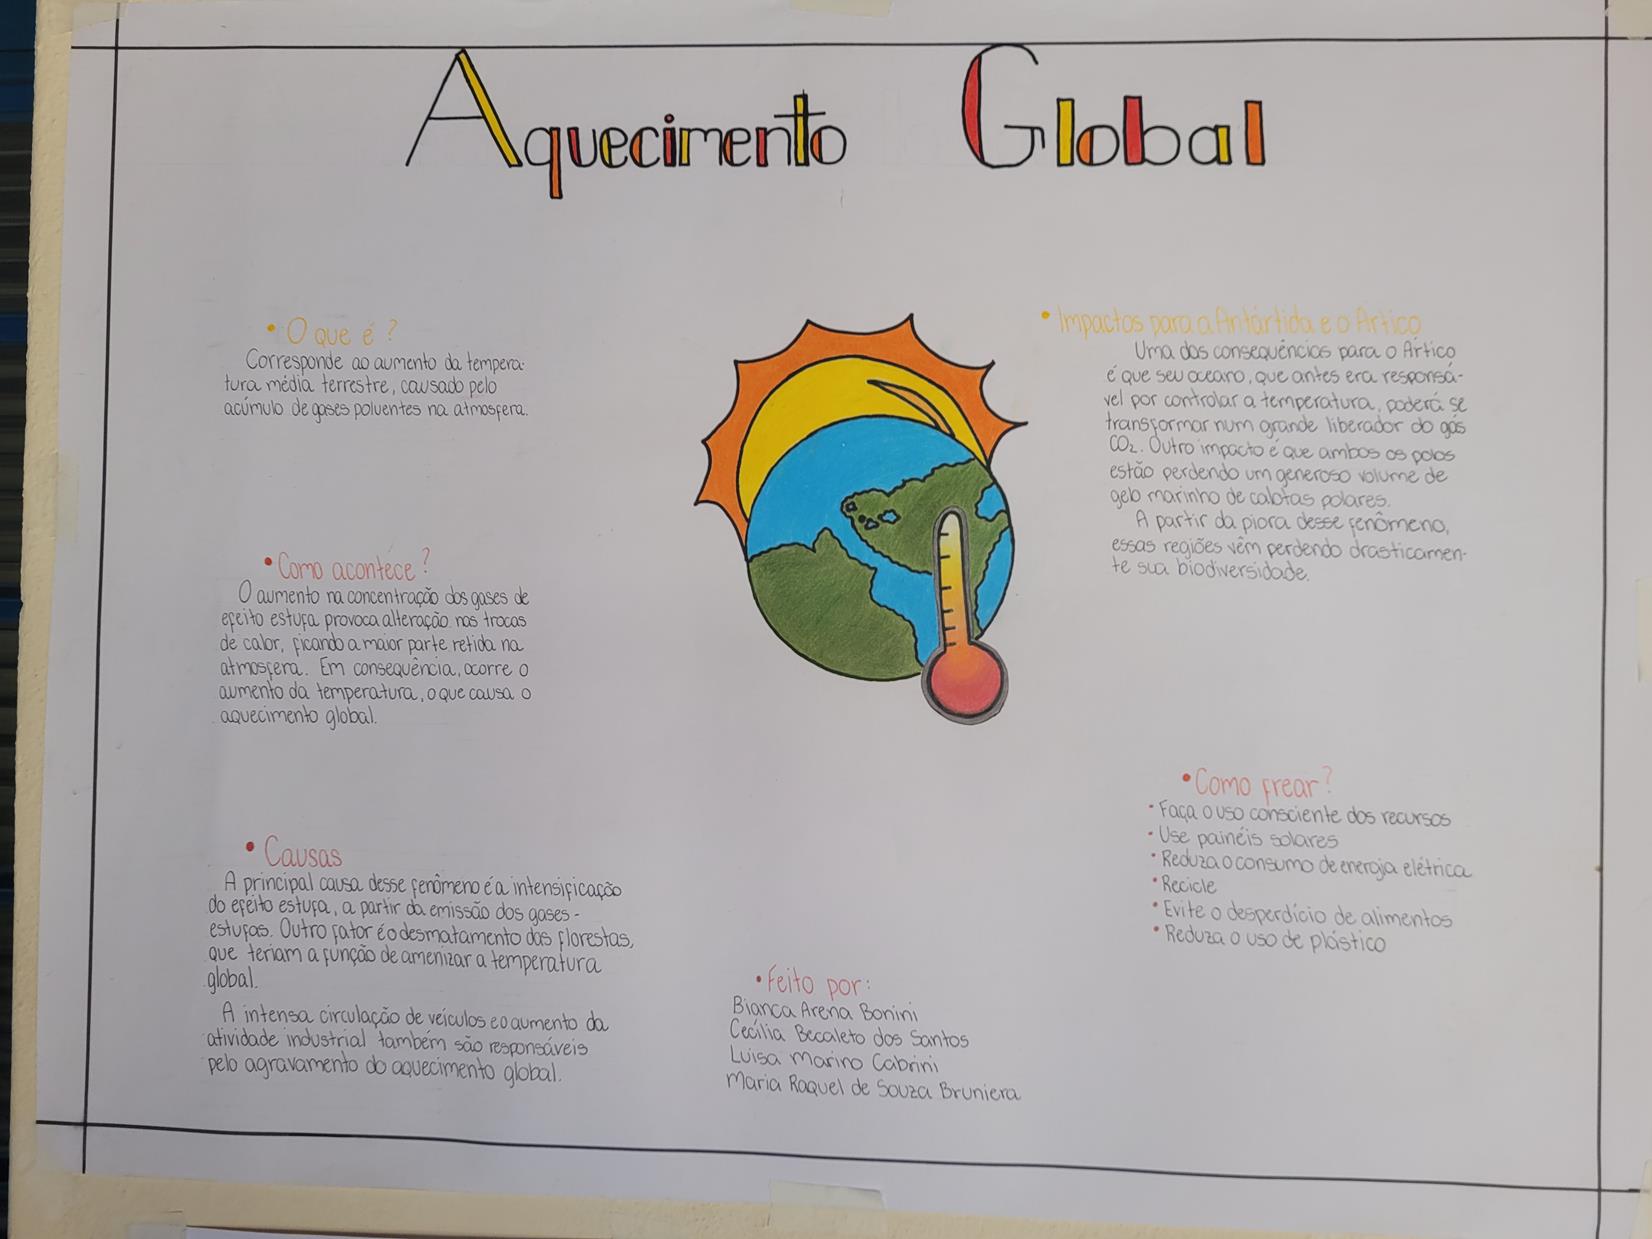 Aquecimento Global
• O que é?
Corresponde ao aumento da tempera-
tura média terrestre, causado pelo
acúmulo de gases poluentes na atmosfera.
• Como acontece?
O aumento na concentração dos gases de
efeito estufa provoca alteração nas trocas
de calor, ficando a maior parte retida na
atmosfera. Em consequência, ocorre o
aumento da temperatura, o que causa o
aquecimento global.
• Causas
A principal causa desse fenômeno é a intensificação
do efeito estufa, a partir da emissão dos gases-
estufas. Outro fator é o desmatamento das florestas,
que teriam a função de amenizar a temperatura
global.
A intensa circulação de veículos e o aumento da
atividade industrial também são responsáveis
pelo agravamento do aquecimento global.
• Impactos para a Antártida e o Ártico
Uma das consequências para o Ártico
é que seu oceano, que antes era responsá-
vel por controlar a temperatura, poderá se
transformar num grande liberador do gás
CO₂. Outro impacto é que ambos os polos
estão perdendo um generoso volume de
gelo marinho de calotas polares.
A partir da piora desse fenômeno,
essas regiões vêm perdendo drasticamen-
te sua biodiversidade.
• Como frear?
• Faça o uso consciente dos recursos
• Use painéis solares
• Reduza o consumo de energia elétrica
• Recicle
• Evite o desperdício de alimentos
• Reduza o uso de plástico
• Feito por:
Bianca Arena Bonini
Cecília Becaleto dos Santos
Luisa Marino Cabrini
Maria Raquel de Souza Bruniera